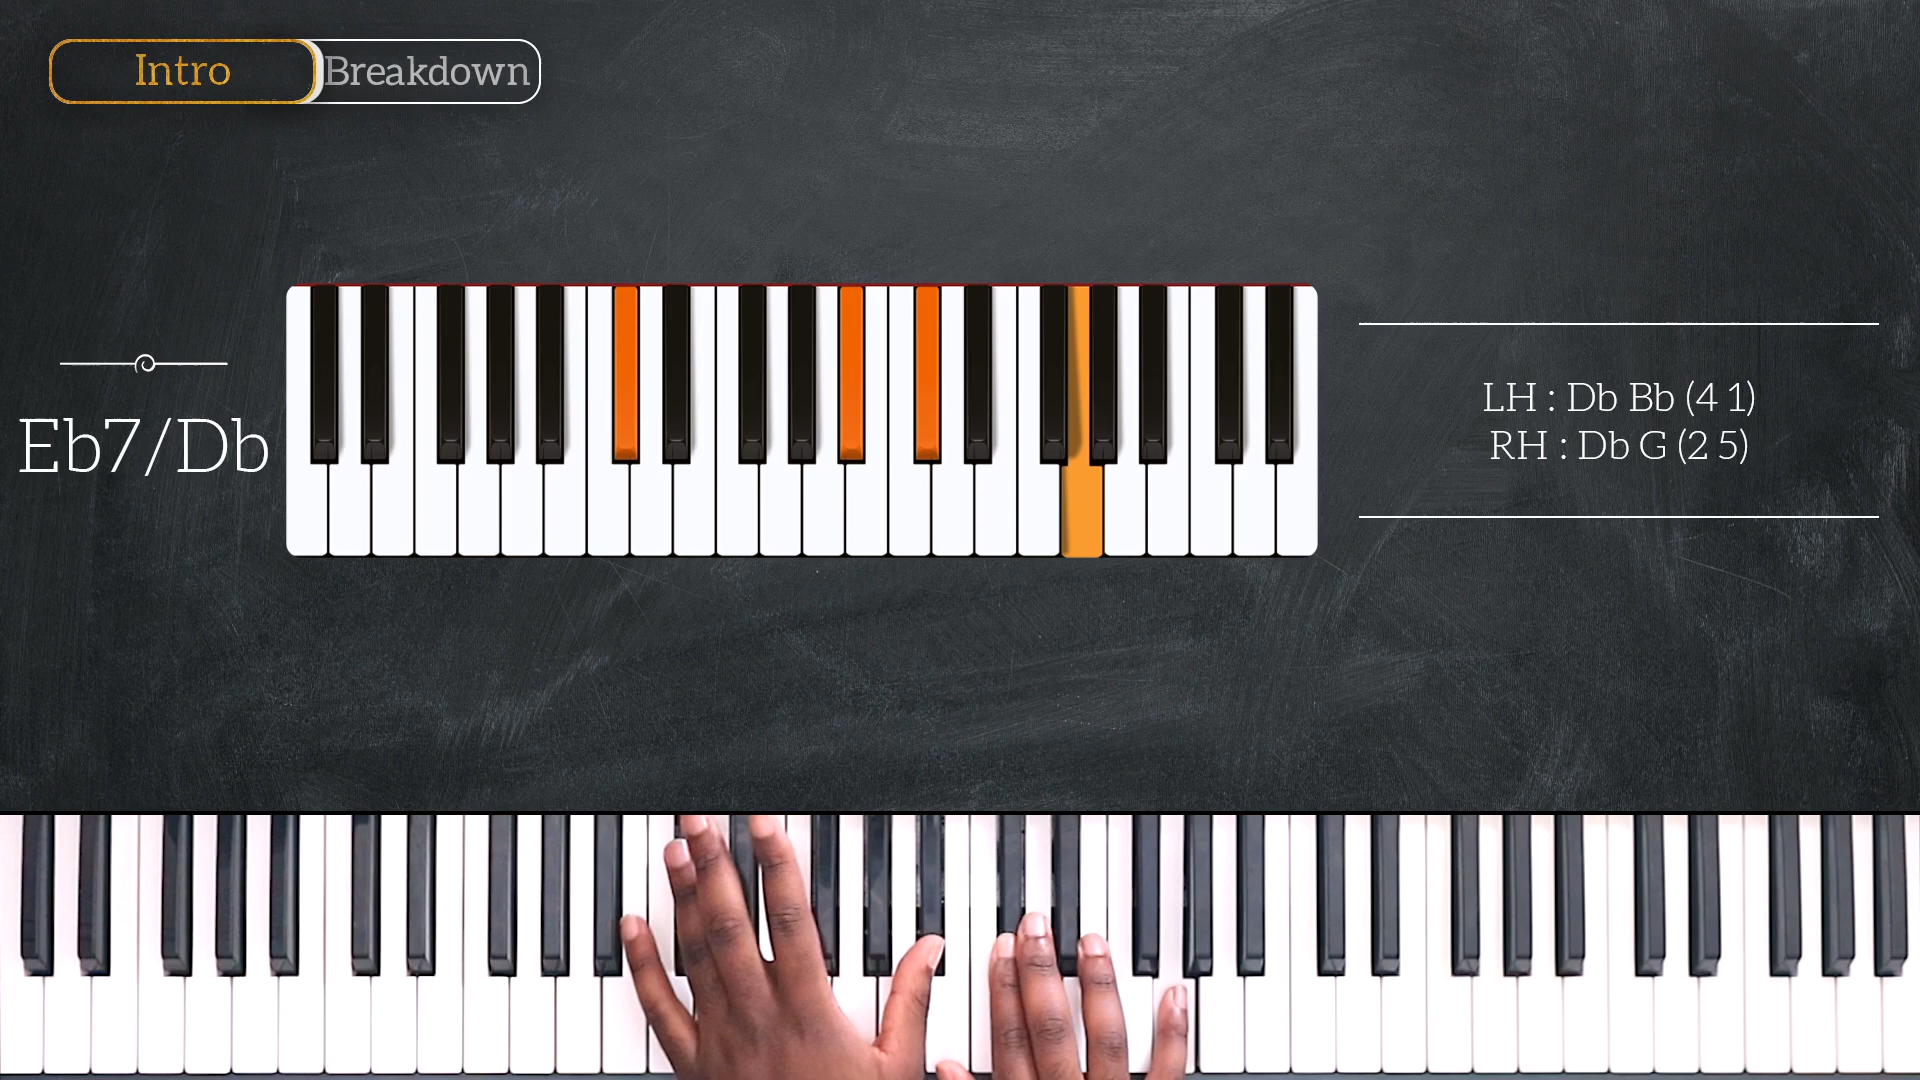 Intro
Breakdown
Eb7/Db
LH : Db Bb (4 1)
RH : Db G (2 5)